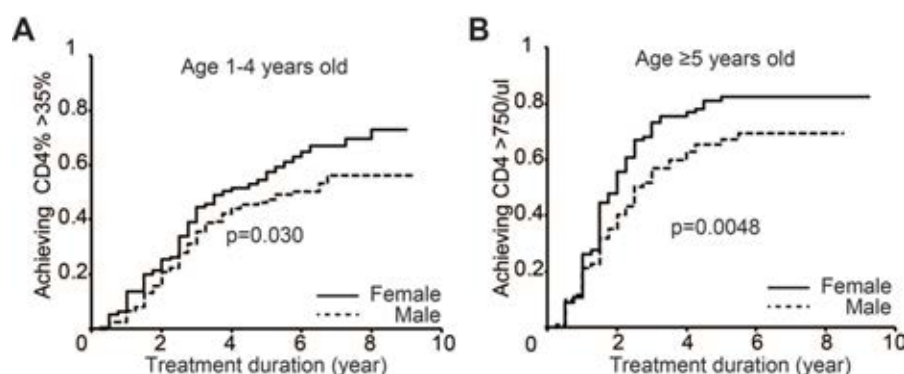 A
Age 1-4 years old
Achieving CD4% >35%
1
0.8
0.6
0.4
0.2
0
p=0.030
Female
Male
0 2 4 6 8 10
Treatment duration (year)
B
Age ≥5 years old
Achieving CD4 >750/ul
1
0.8
0.6
0.4
0.2
0
p=0.0048
Female
Male
0 2 4 6 8 10
Treatment duration (year)